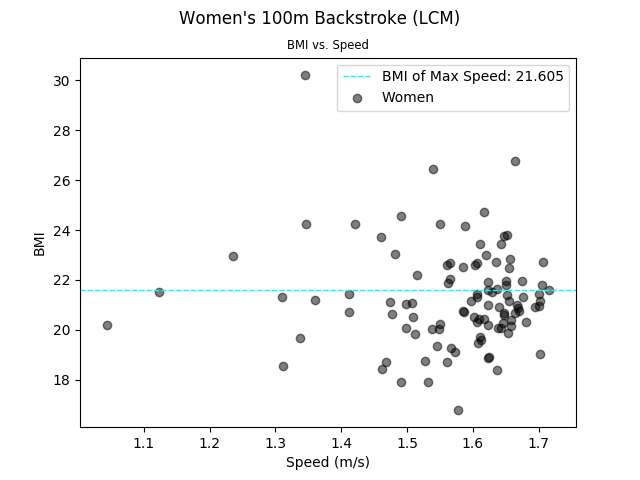 Women's 100m Backstroke (LCM)
BMI vs. Speed
BMI of Max Speed: 21.605
Women
30
28
26
24
22
20
18
BMI
1.1 1.2 1.3 1.4 1.5 1.6 1.7
Speed (m/s)